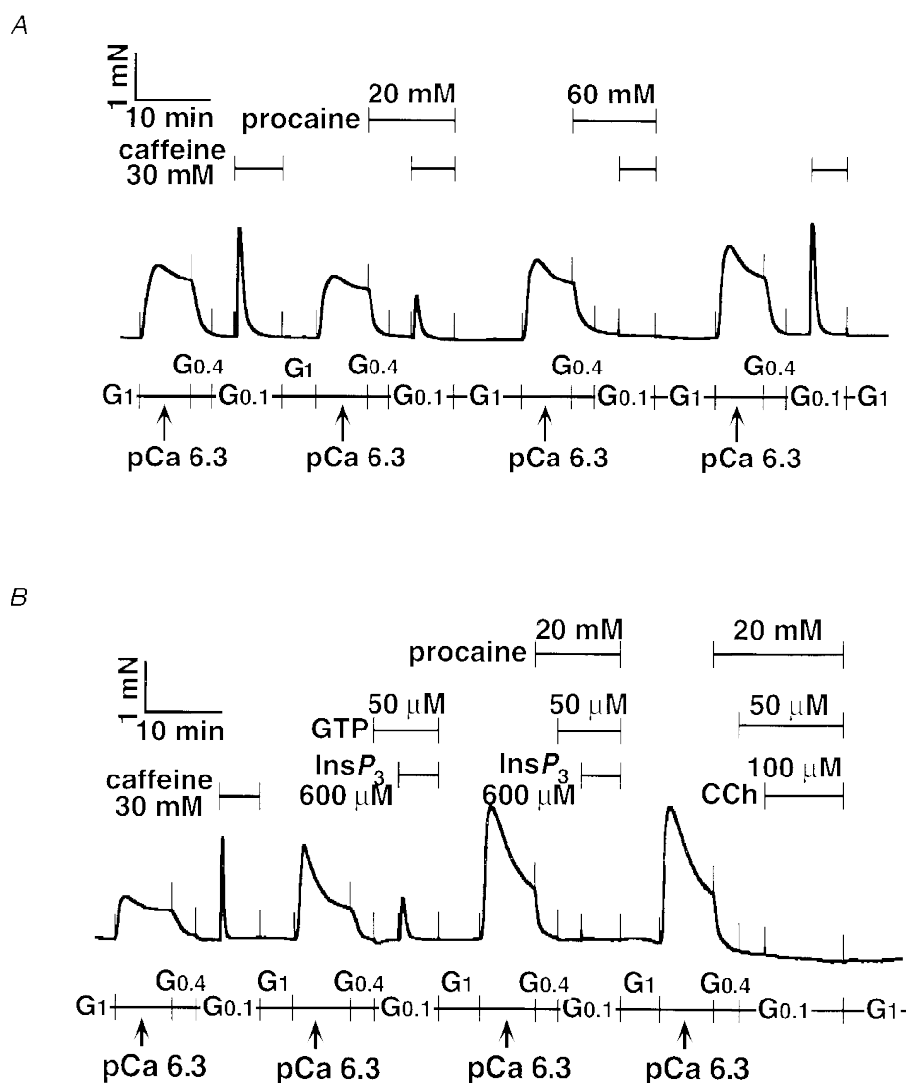 A
1 mN
10 min
20 mM 60 mM
procaine
caffeine
30 mM
G0.4 G1 G0.4 G0.4 G0.4
G1 G0.1 G0.1 G1 G0.1 G1 G0.1 G1
pCa 6.3 pCa 6.3 pCa 6.3 pCa 6.3
B
1 mN
10 min
20 mM 20 mM
procaine
50 μM 50 μM 50 μM
GTP
InsP3 InsP3 100 μM
caffeine 600 μM 600 μM CCh
30 mM
G0.4 G1 G0.4 G1 G0.4 G1 G0.4
G1 G0.1 G0.1 G0.1 G0.1 G1
pCa 6.3 pCa 6.3 pCa 6.3 pCa 6.3